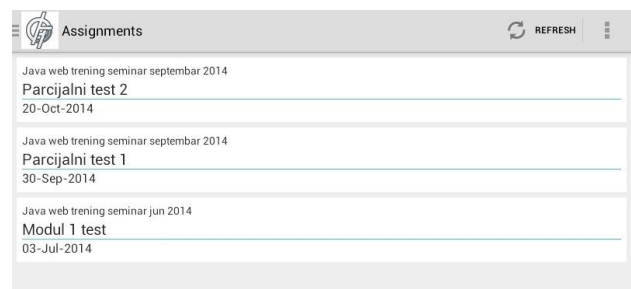 Assignments
REFRESH
Java web trening seminar septembar 2014
Parcijalni test 2
20-Oct-2014
Java web trening seminar septembar 2014
Parcijalni test 1
30-Sep-2014
Java web trening seminar jun 2014
Modul 1 test
03-Jul-2014